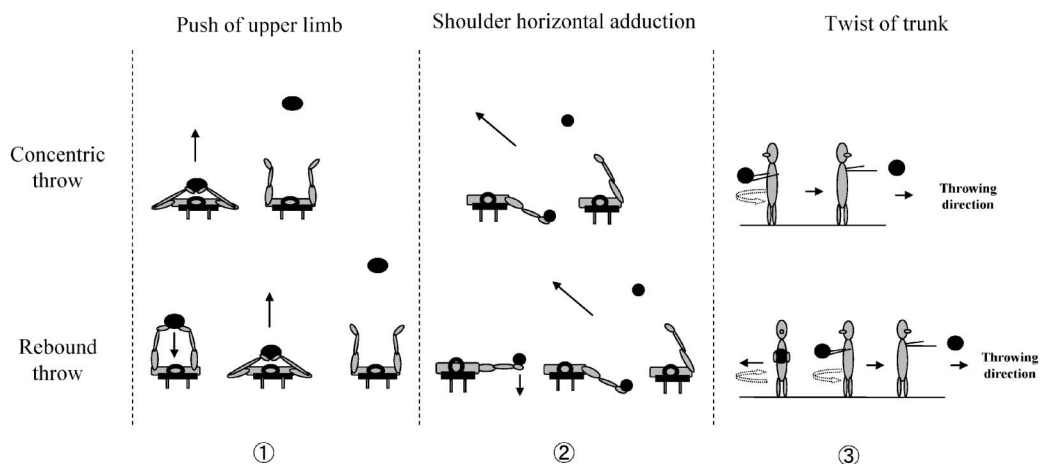 Push of upper limb
Shoulder horizontal adduction
Twist of trunk
Concentric
throw
Throwing
direction
Rebound
throw
Throwing
direction
①
②
③